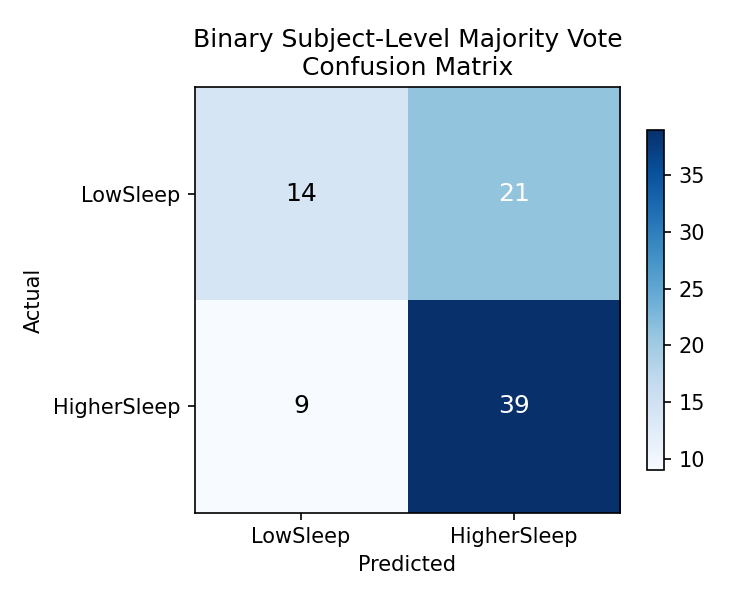 Binary Subject-Level Majority Vote
Confusion Matrix
LowSleep
14
21
Actual
HigherSleep
9
39
LowSleep
HigherSleep
Predicted
35
30
25
20
15
10